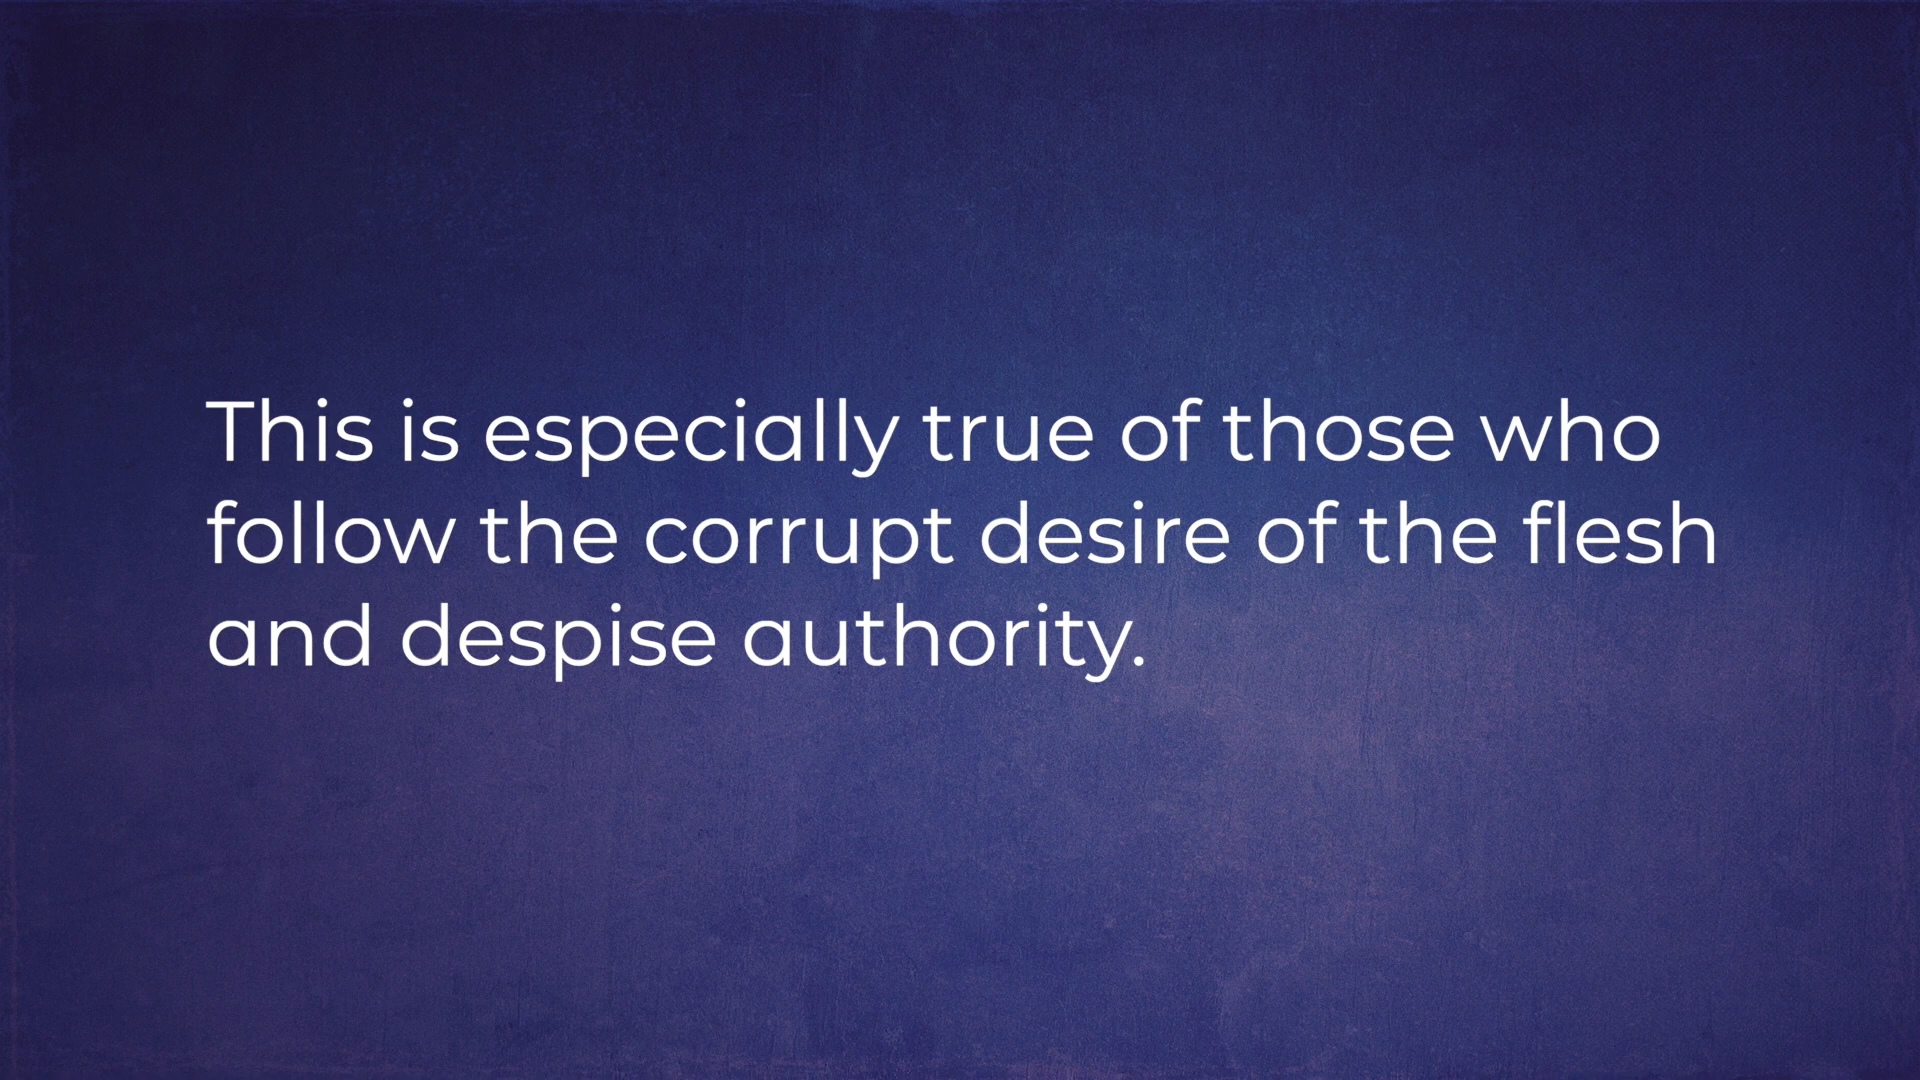 This is especially true of those who
follow the corrupt desire of the flesh
and despise authority.